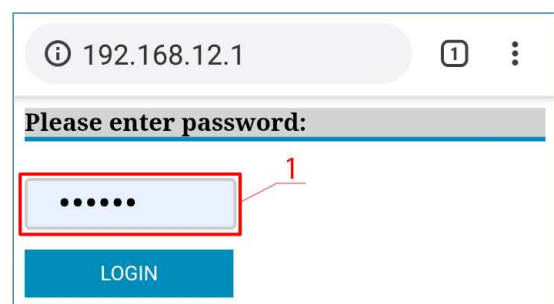 192.168.12.1
1
Please enter password:
1
••••••
LOGIN